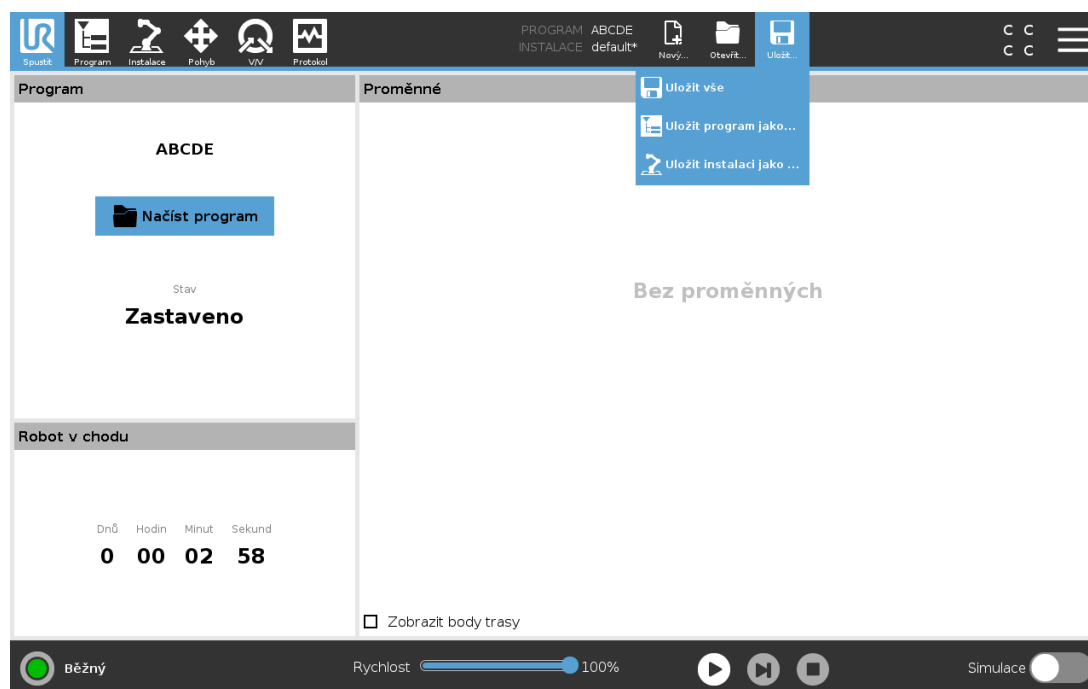 PROGRAM ABCDE
INSTALACE default*
Spustit Program Instalace Pohyb V/V Protokol
Nový... Otevřít... Uložit...
C C
C C
Program
Proměnné
Uložit vše
Uložit program jako...
Uložit instalaci jako ...
ABCDE
Načíst program
Stav
Zastaveno
Bez proměnných
Robot v chodu
Dnů Hodin Minut Sekund
0 00 02 58
Zobrazit body trasy
Běžný
Rychlost 100%
Simulace